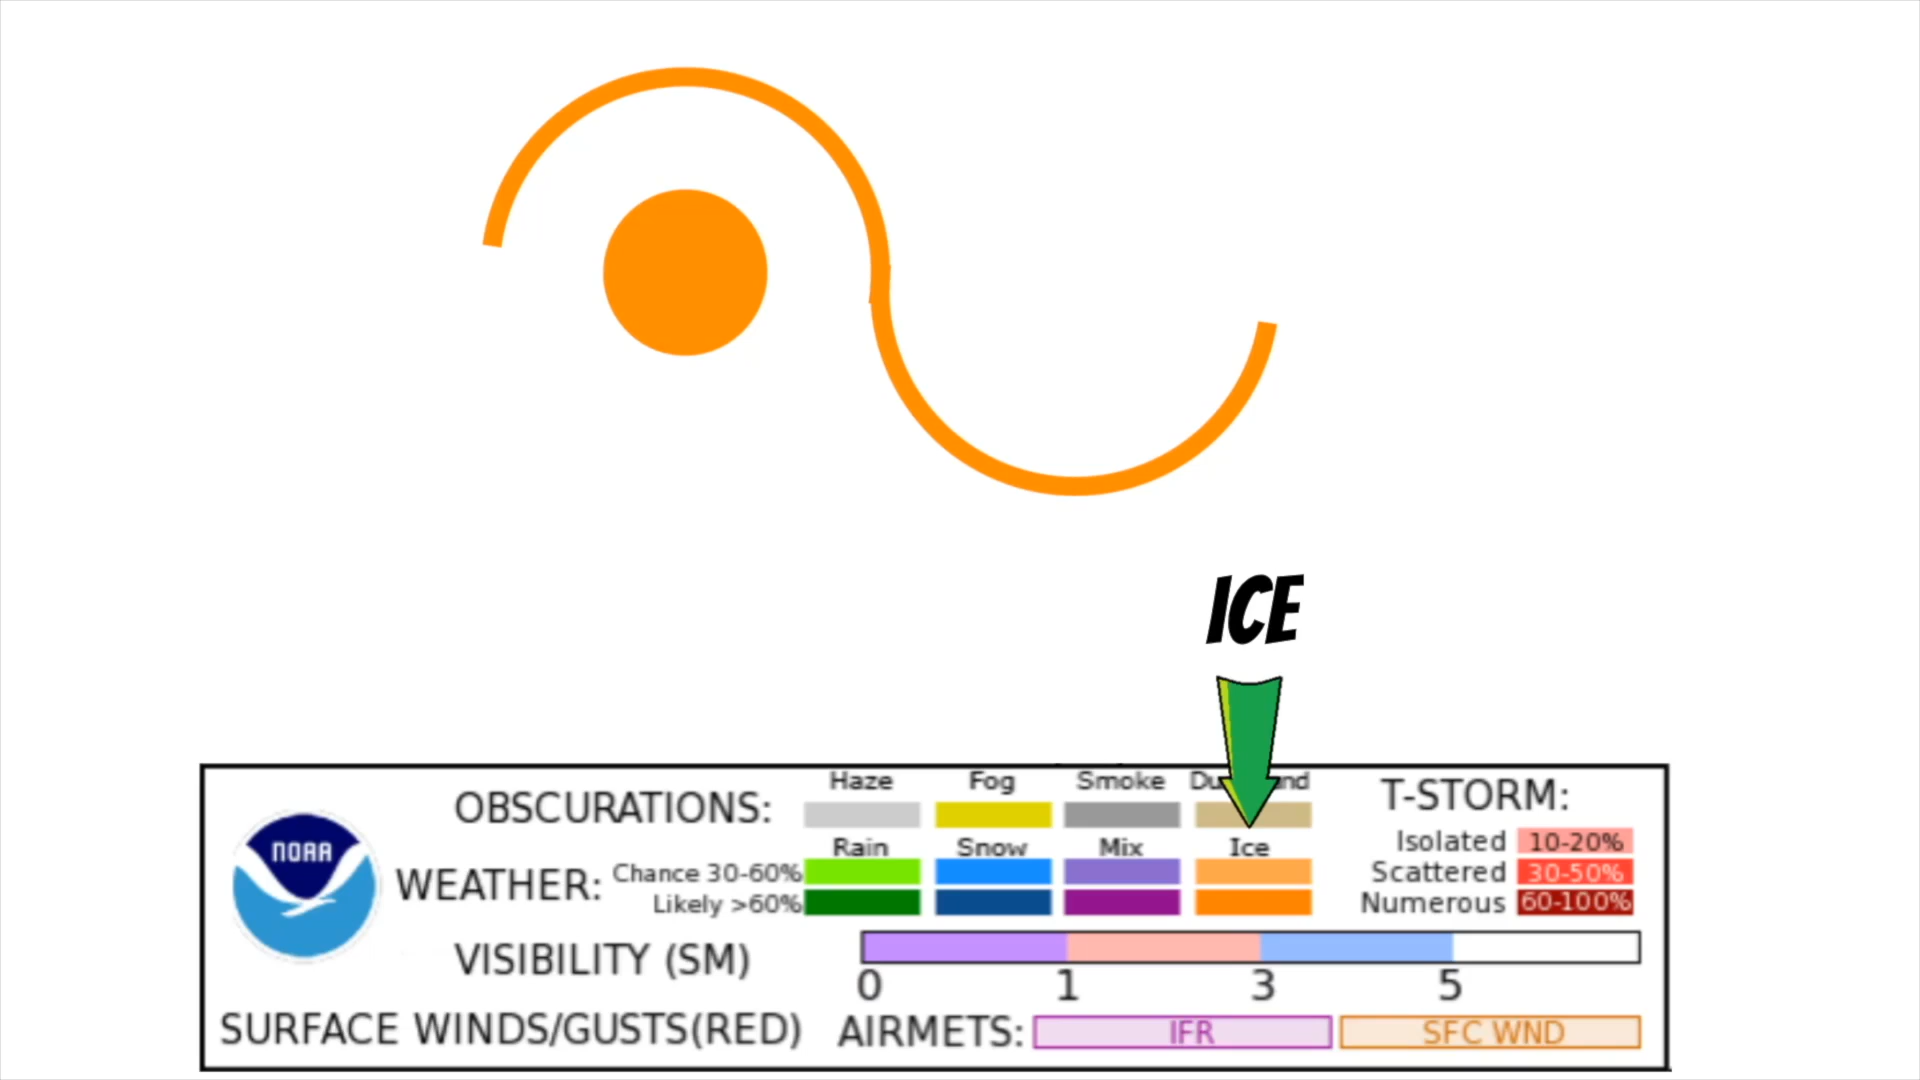 ICE
Haze Fog Smoke
OBSCURATIONS:
T-STORM:
Rain Snow Mix Ice
WEATHER:
Chance 30-60%
Likely >60%
Isolated 10-20%
Scattered 30-50%
Numerous 60-100%
NOAA
VISIBILITY (SM)
0 1 3 5
SURFACE WINDS/GUSTS(RED)
AIRMETS: IFR SFC WND